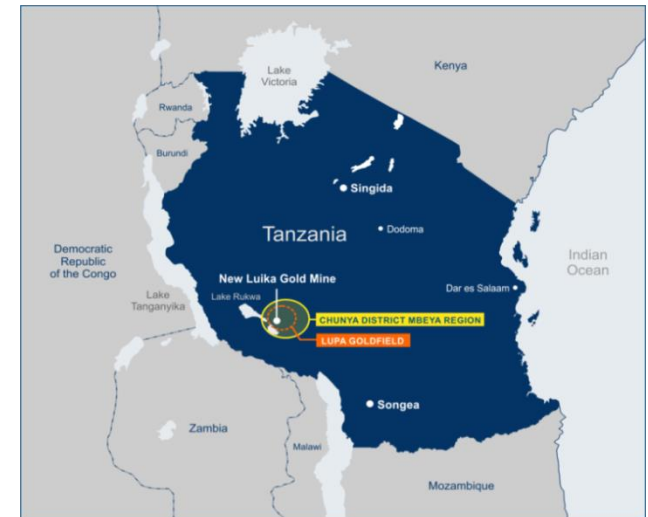 Lake
Victoria
Kenya
Rwanda
Burundi
Singida
Tanzania
Dodoma
Democratic
Republic
of the Congo
Indian
Ocean
New Luika Gold Mine
Lake
Tanganyika
Lake Rukwa
Dar es Salaam
CHUNYA DISTRICT MBEYA REGION
LUPA GOLDFIELD
Songea
Zambia
Malawi
Mozambique